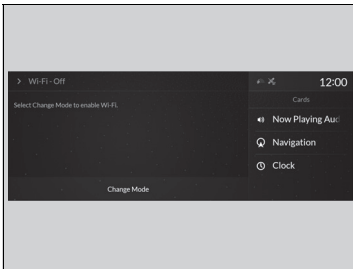 Wi-Fi - Off
12:00
Select Change Mode to enable Wi-Fi.
Cards
Now Playing Aud
Navigation
Clock
Change Mode